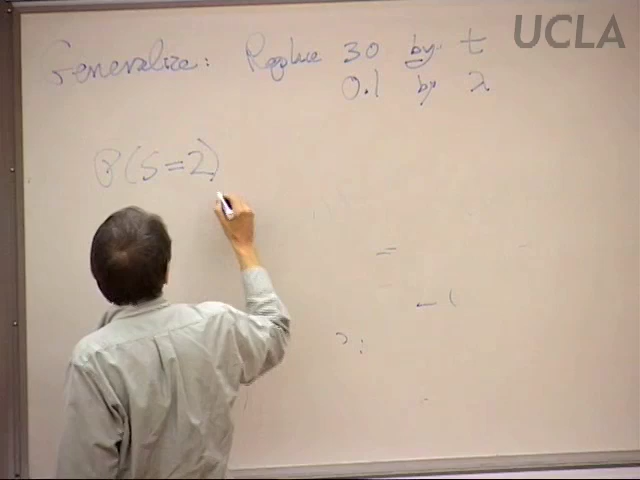 UCLA
Generalize: Replace 30 by t
0.1 by λ
P(S=2)
=